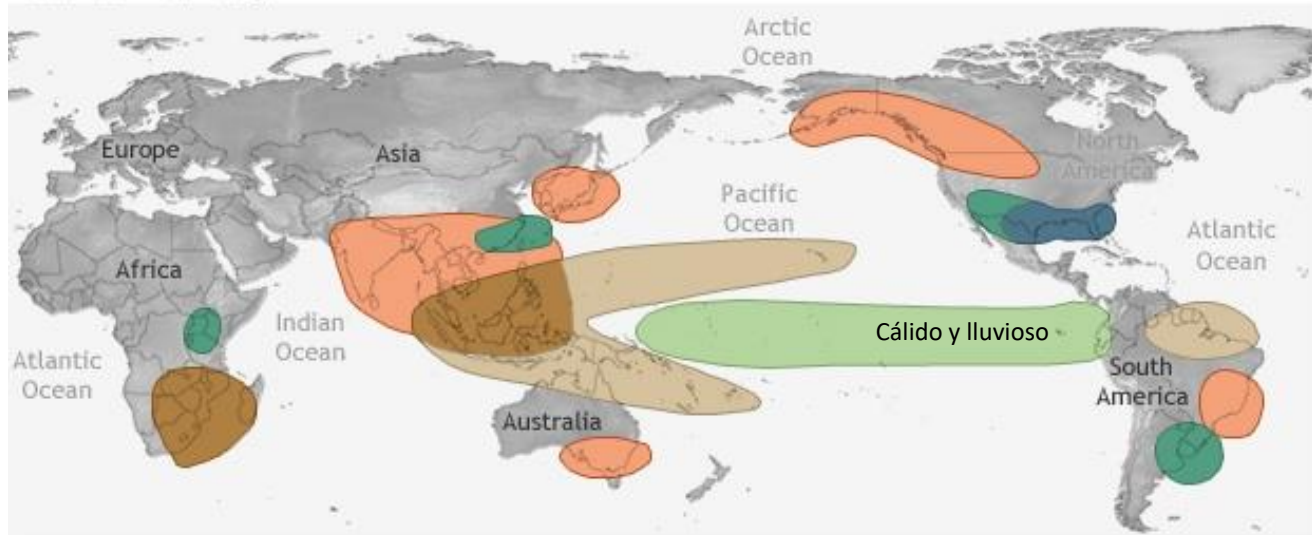 Arctic
Ocean
Europe
Asia
North
America
Pacific
Ocean
Atlantic
Ocean
Africa
Indian
Ocean
Cálido y lluvioso
Atlantic
Ocean
South
America
Australia